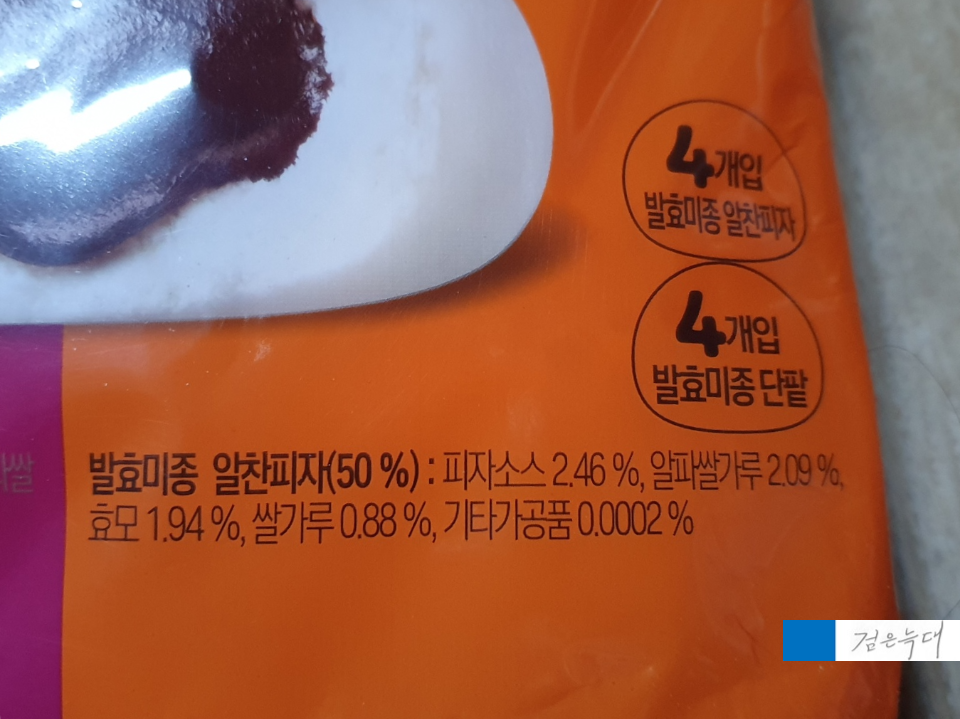 4개입
발효미종 알찬피자
4개입
발효미종 단팥
발효미종 알찬피자(50 %) : 피자소스 2.46 %, 알파쌀가루 2.09 %,
효모 1.94 %, 쌀가루 0.88 %, 기타가공품 0.0002 %
검은늑대